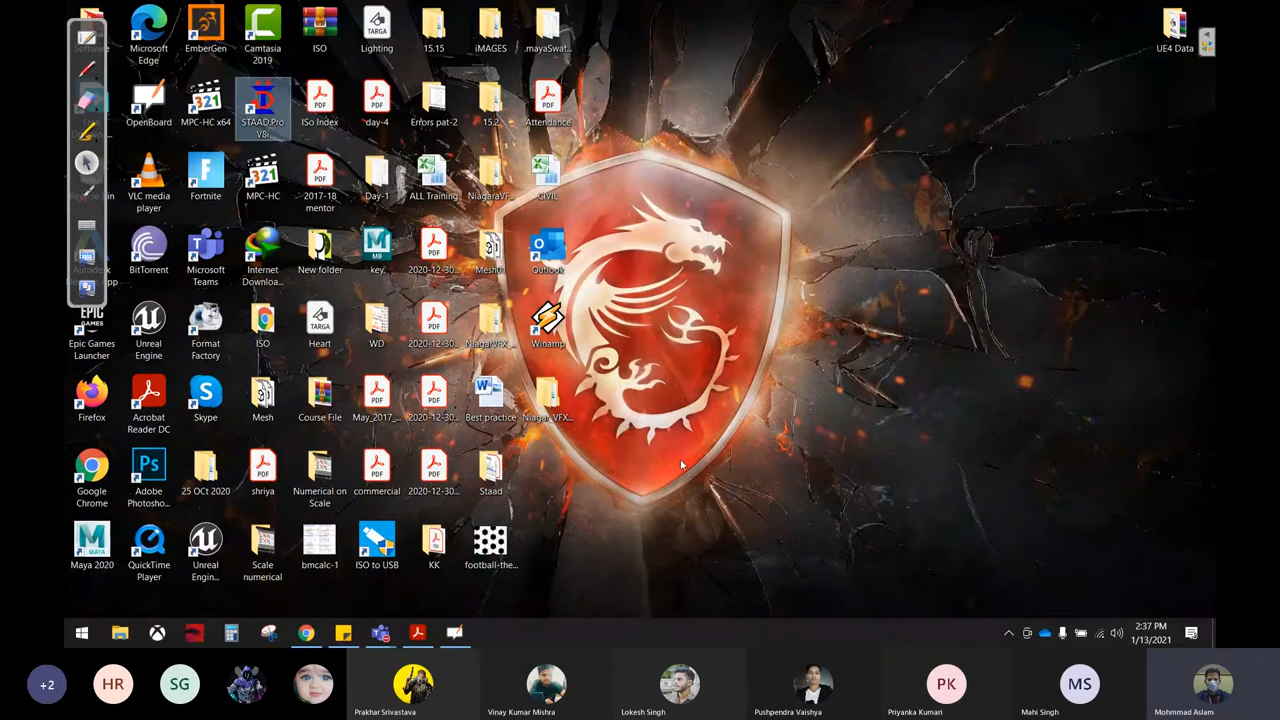 Microsoft Edge
EmberGen
Camtasia 2019
ISO
Lighting
15.15
iMAGES
.mayaSwat...
UE4 Data
OpenBoard
MPC-HC x64
STAAD.Pro V8i
ISo Index
day-4
Errors pat-2
15.2
Attendance
VLC media player
Fortnite
MPC-HC
2017-18 mentor
Day-1
ALL Training
NiagaraVF...
CIVIL
BitTorrent
Microsoft Teams
Internet Downloa...
New folder
key
2020-12-30...
Mesh01
Outlook
Epic Games Launcher
Unreal Engine
Format Factory
ISO
Heart
WD
2020-12-30...
NiagarVFX_...
Winamp
Firefox
Acrobat Reader DC
Skype
Mesh
Course File
May_2017_...
2020-12-30...
Best practice
Niagar-VFX...
Google Chrome
Adobe Photosho...
25 OCt 2020
shriya
Numerical on Scale
commercial
2020-12-30...
Staad
Maya 2020
QuickTime Player
Unreal Engin...
Scale numerical
bmcalc-1
ISO to USB
KK
football-the...
2:37 PM
1/13/2021
+2
HR
SG
PK
MS
Prakhar Srivastava
Vinay Kumar Mishra
Lokesh Singh
Pushpendra Vaishya
Priyanka Kumari
Mahi Singh
Mohmmad Aslam